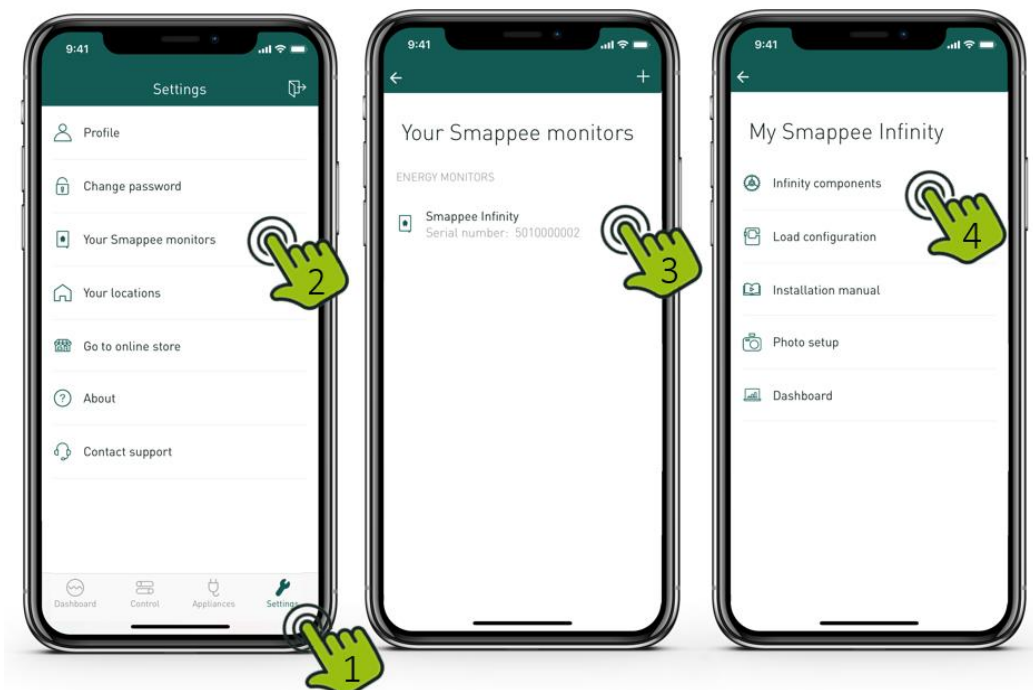 9:41
Settings
Profile
Change password
Your Smappee monitors
2
Your locations
Go to online store
?
About
Contact support
Dashboard
Control
Appliances
Settings
1
9:41
+
Your Smappee monitors
ENERGY MONITORS
Smappee Infinity
Serial number: 5010000002
3
9:41
My Smappee Infinity
Infinity components
4
Load configuration
Installation manual
Photo setup
Dashboard